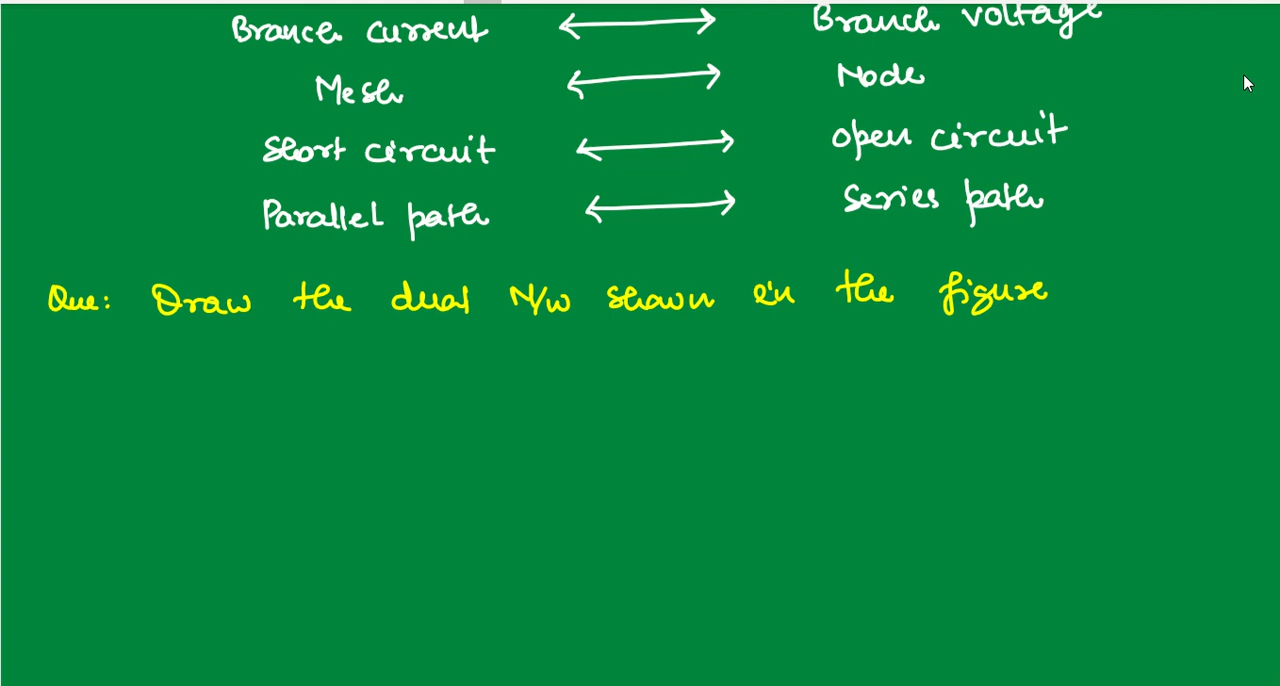 Branch current ⟷ Branch voltage
Mesh ⟷ Node
Short circuit ⟷ open circuit
Parallel path ⟷ Series path
Que: Draw the dual N/w shown in the figure